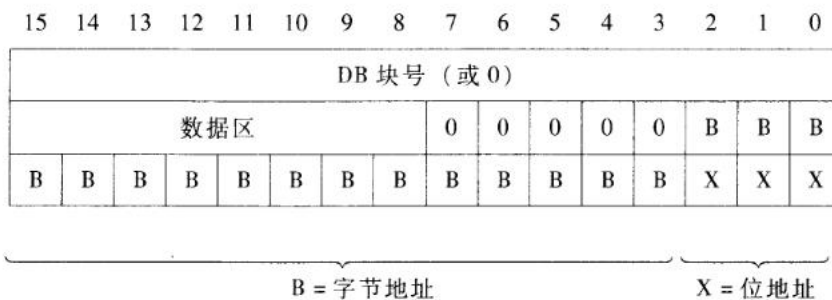 15 14 13 12 11 10 9 8 7 6 5 4 3 2 1 0
DB 块号（或 0）
数据区 0 0 0 0 0 B B B
B B B B B B B B B B B B B X X X
B = 字节地址 X = 位地址